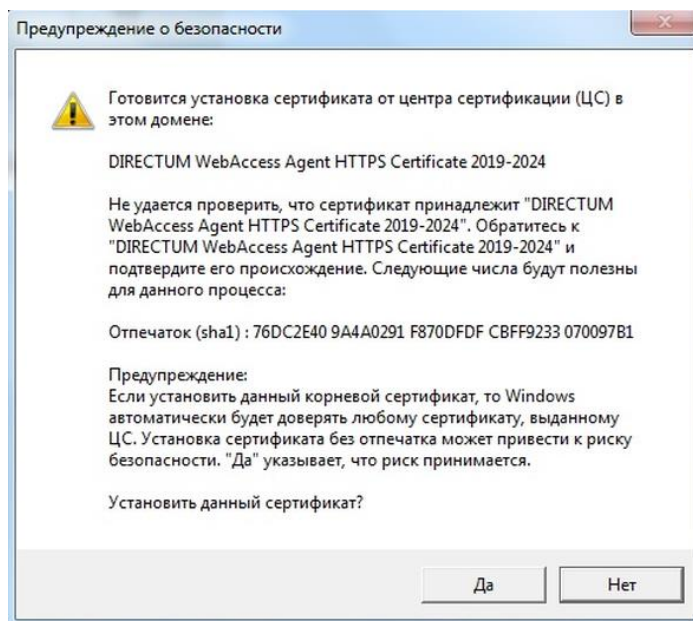 Предупреждение о безопасности
Готовится установка сертификата от центра сертификации (ЦС) в
этом домене:
DIRECTUM WebAccess Agent HTTPS Certificate 2019-2024
Не удается проверить, что сертификат принадлежит "DIRECTUM
WebAccess Agent HTTPS Certificate 2019-2024". Обратитесь к
"DIRECTUM WebAccess Agent HTTPS Certificate 2019-2024" и
подтвердите его происхождение. Следующие числа будут полезны
для данного процесса:
Отпечаток (sha1) : 76DC2E40 9A4A0291 F870DFDF CBFF9233 070097B1
Предупреждение:
Если установить данный корневой сертификат, то Windows
автоматически будет доверять любому сертификату, выданному
ЦС. Установка сертификата без отпечатка может привести к риску
безопасности. "Да" указывает, что риск принимается.
Установить данный сертификат?
Да
Нет